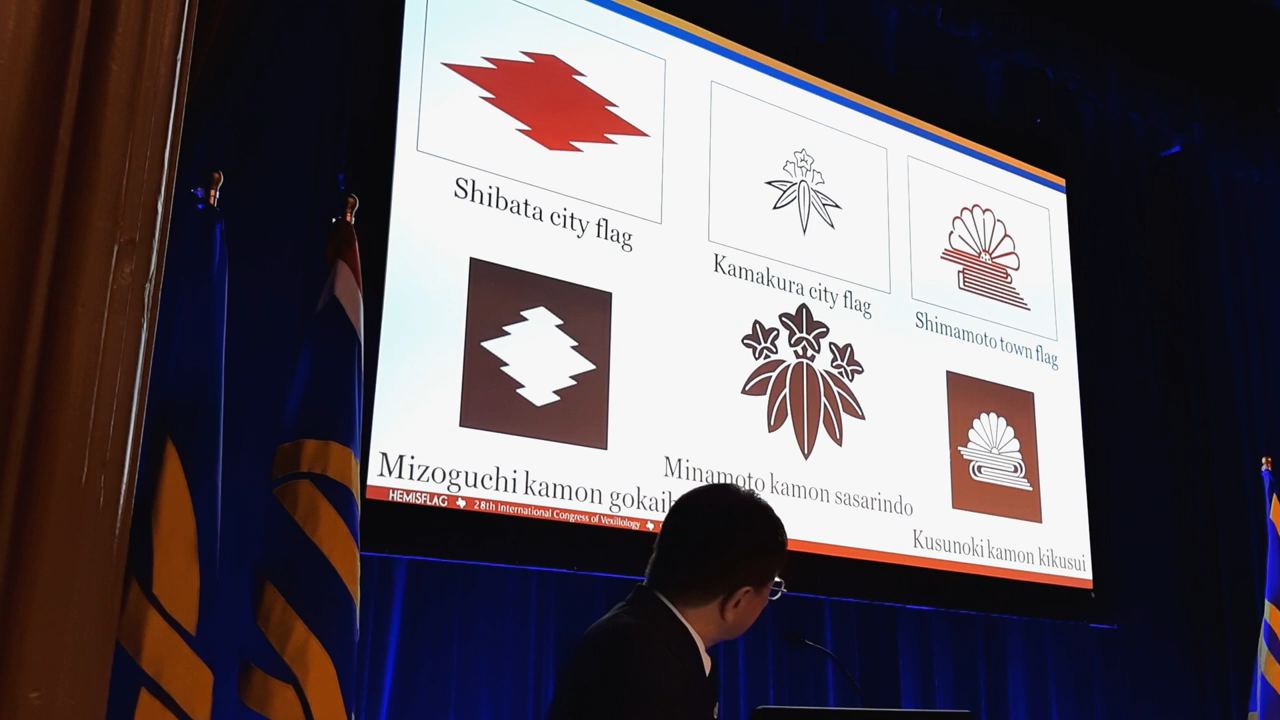 Shibata city flag
Kamakura city flag
Shimamoto town flag
Mizoguchi kamon
Minamoto kamon sasarindo
Kusunoki kamon kikusui
HEMISFLAG 28th International Congress of Vexillology